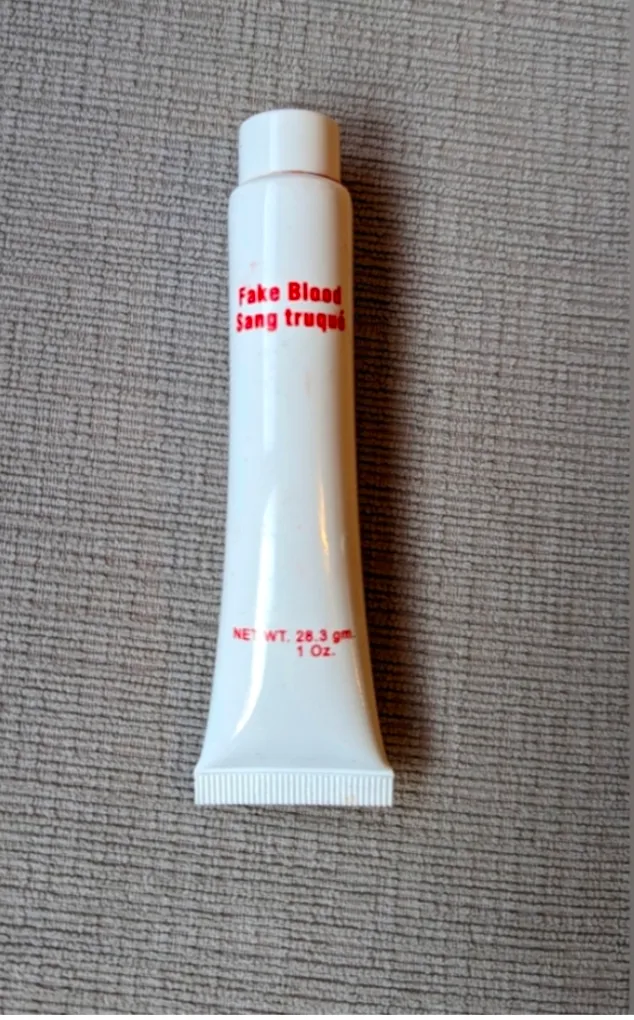 Fake Blood
Sang truqué
NET WT. 28.3 gm.
1 Oz.